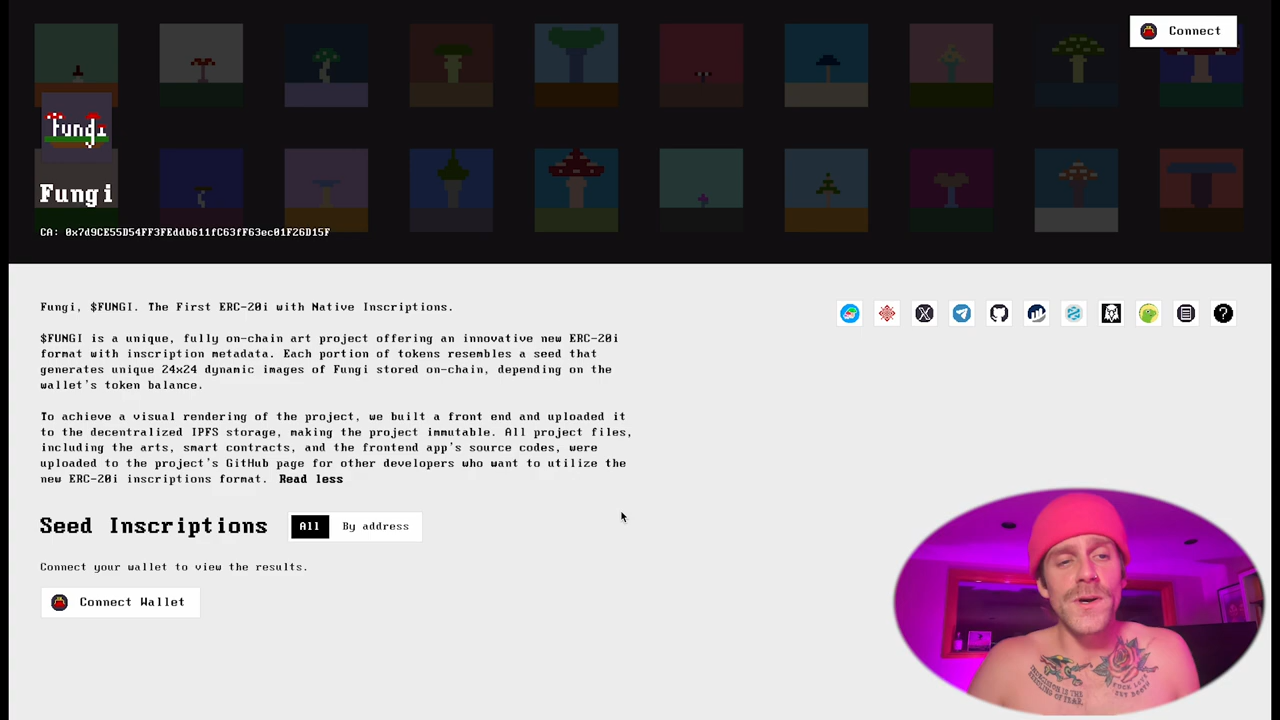 Connect
Fungi
Fungi
CA: 0x7d9CE55D54FF3FEddb611fC63fF63ec01F26D15F
Fungi, $FUNGI. The First ERC-20i with Native Inscriptions.
$FUNGI is a unique, fully on-chain art project offering an innovative new ERC-20i
format with inscription metadata. Each portion of tokens resembles a seed that
generates unique 24x24 dynamic images of Fungi stored on-chain, depending on the
wallet's token balance.
To achieve a visual rendering of the project, we built a front end and uploaded it
to the decentralized IPFS storage, making the project immutable. All project files,
including the arts, smart contracts, and the frontend app's source codes, were
uploaded to the project's GitHub page for other developers who want to utilize the
new ERC-20i inscriptions format. Read less
Seed Inscriptions All By address
Connect your wallet to view the results.
Connect Wallet